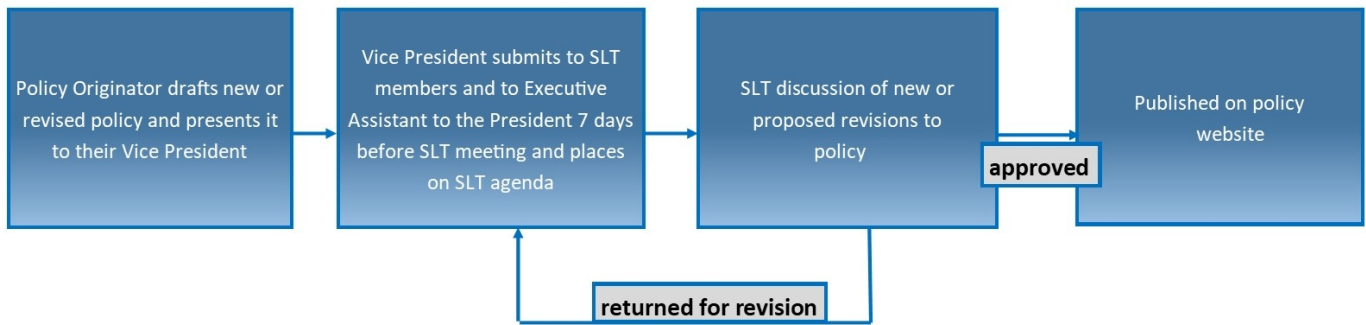 Policy Originator drafts new or
revised policy and presents it
to their Vice President
Vice President submits to SLT
members and to Executive
Assistant to the President 7 days
before SLT meeting and places
on SLT agenda
SLT discussion of new or
proposed revisions to
policy
approved
Published on policy
website
returned for revision